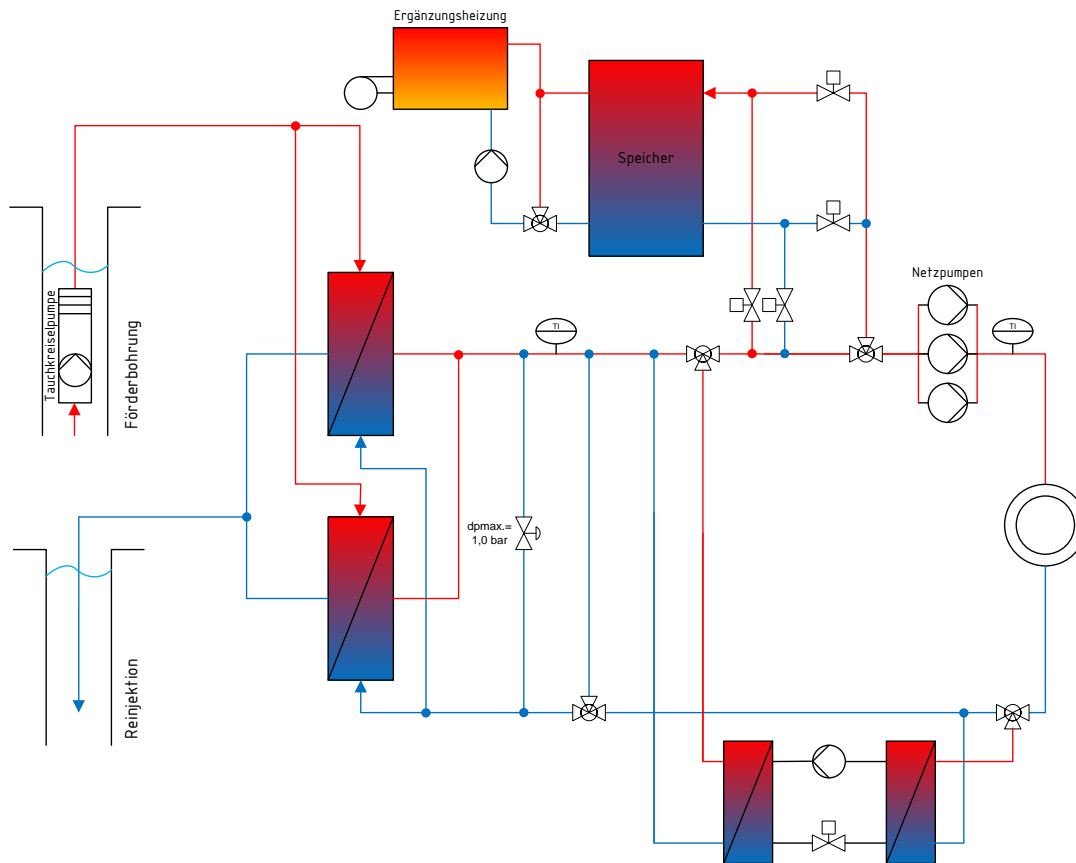 Ergänzungsheizung
Speicher
Tauchkreiselpumpe
Förderbohrung
Netzpumpen
TI
TI
dpmax.=
1,0 bar
Reinjektion